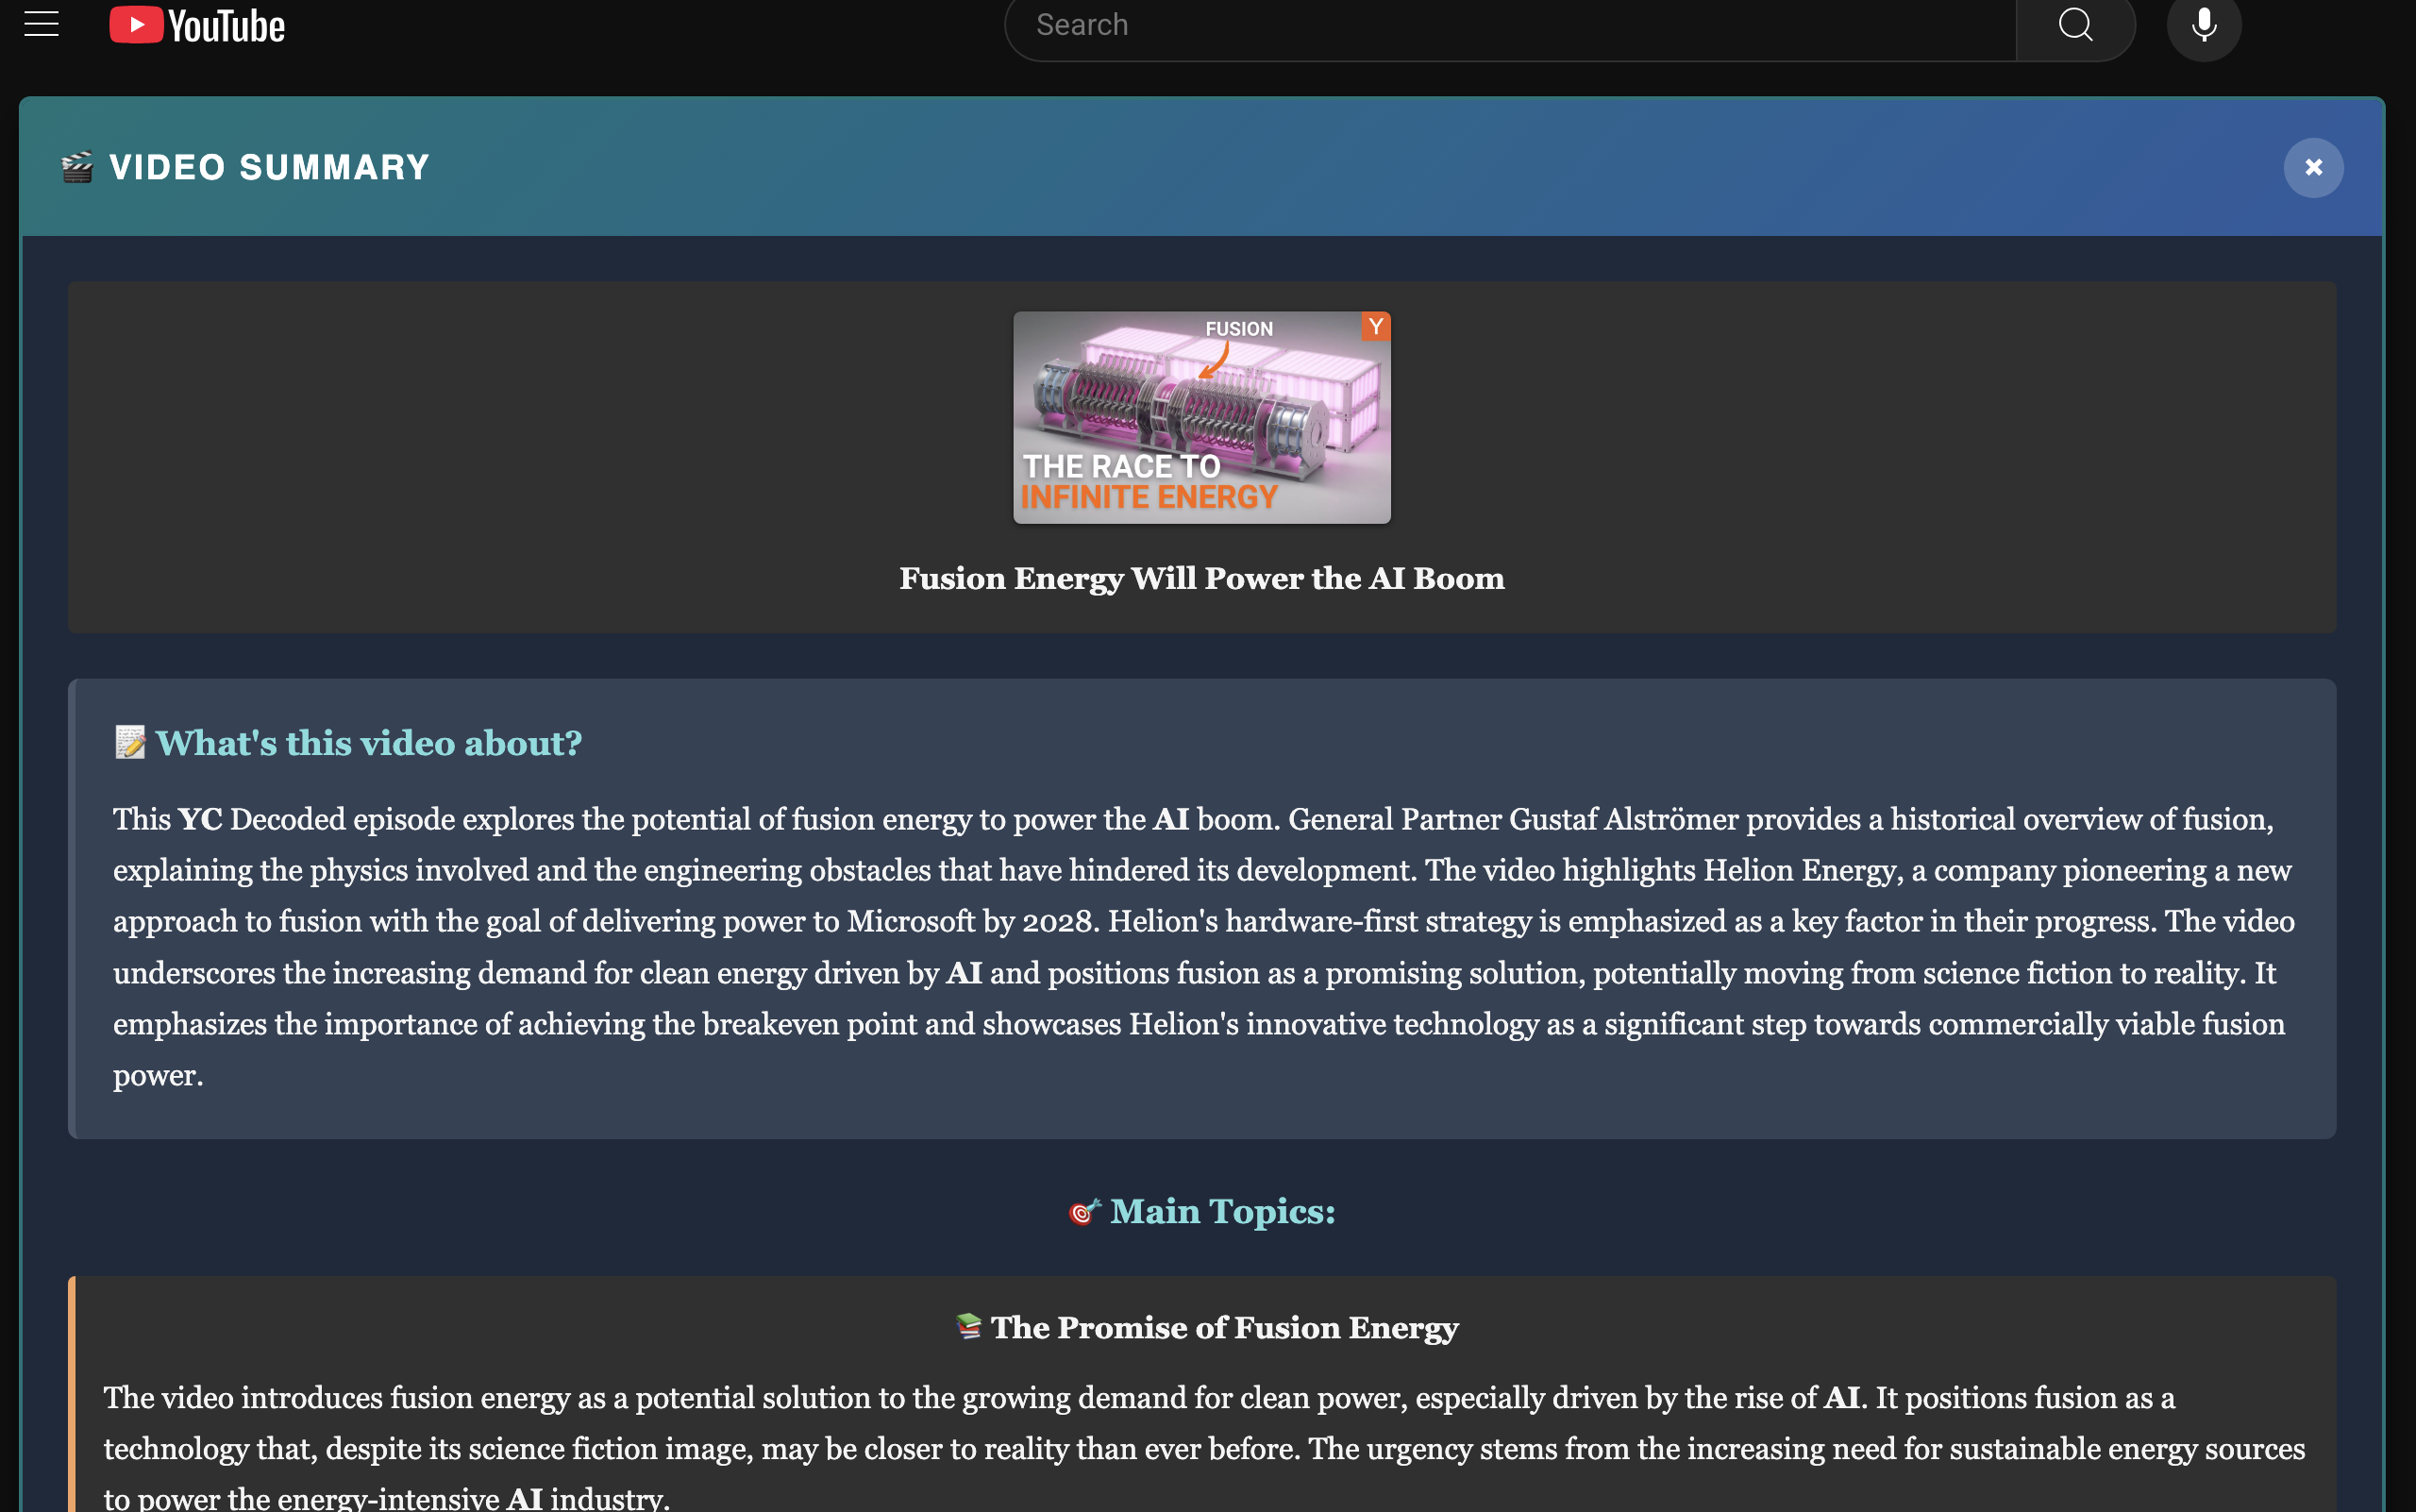 YouTube
Search
VIDEO SUMMARY
FUSION
Y
THE RACE TO
INFINITE ENERGY
Fusion Energy Will Power the AI Boom
What's this video about?
This YC Decoded episode explores the potential of fusion energy to power the AI boom. General Partner Gustaf Alströmer provides a historical overview of fusion,
explaining the physics involved and the engineering obstacles that have hindered its development. The video highlights Helion Energy, a company pioneering a new
approach to fusion with the goal of delivering power to Microsoft by 2028. Helion's hardware-first strategy is emphasized as a key factor in their progress. The video
underscores the increasing demand for clean energy driven by AI and positions fusion as a promising solution, potentially moving from science fiction to reality. It
emphasizes the importance of achieving the breakeven point and showcases Helion's innovative technology as a significant step towards commercially viable fusion
power.
Main Topics:
The Promise of Fusion Energy
The video introduces fusion energy as a potential solution to the growing demand for clean power, especially driven by the rise of AI. It positions fusion as a
technology that, despite its science fiction image, may be closer to reality than ever before. The urgency stems from the increasing need for sustainable energy sources
to power the energy-intensive AI industry.